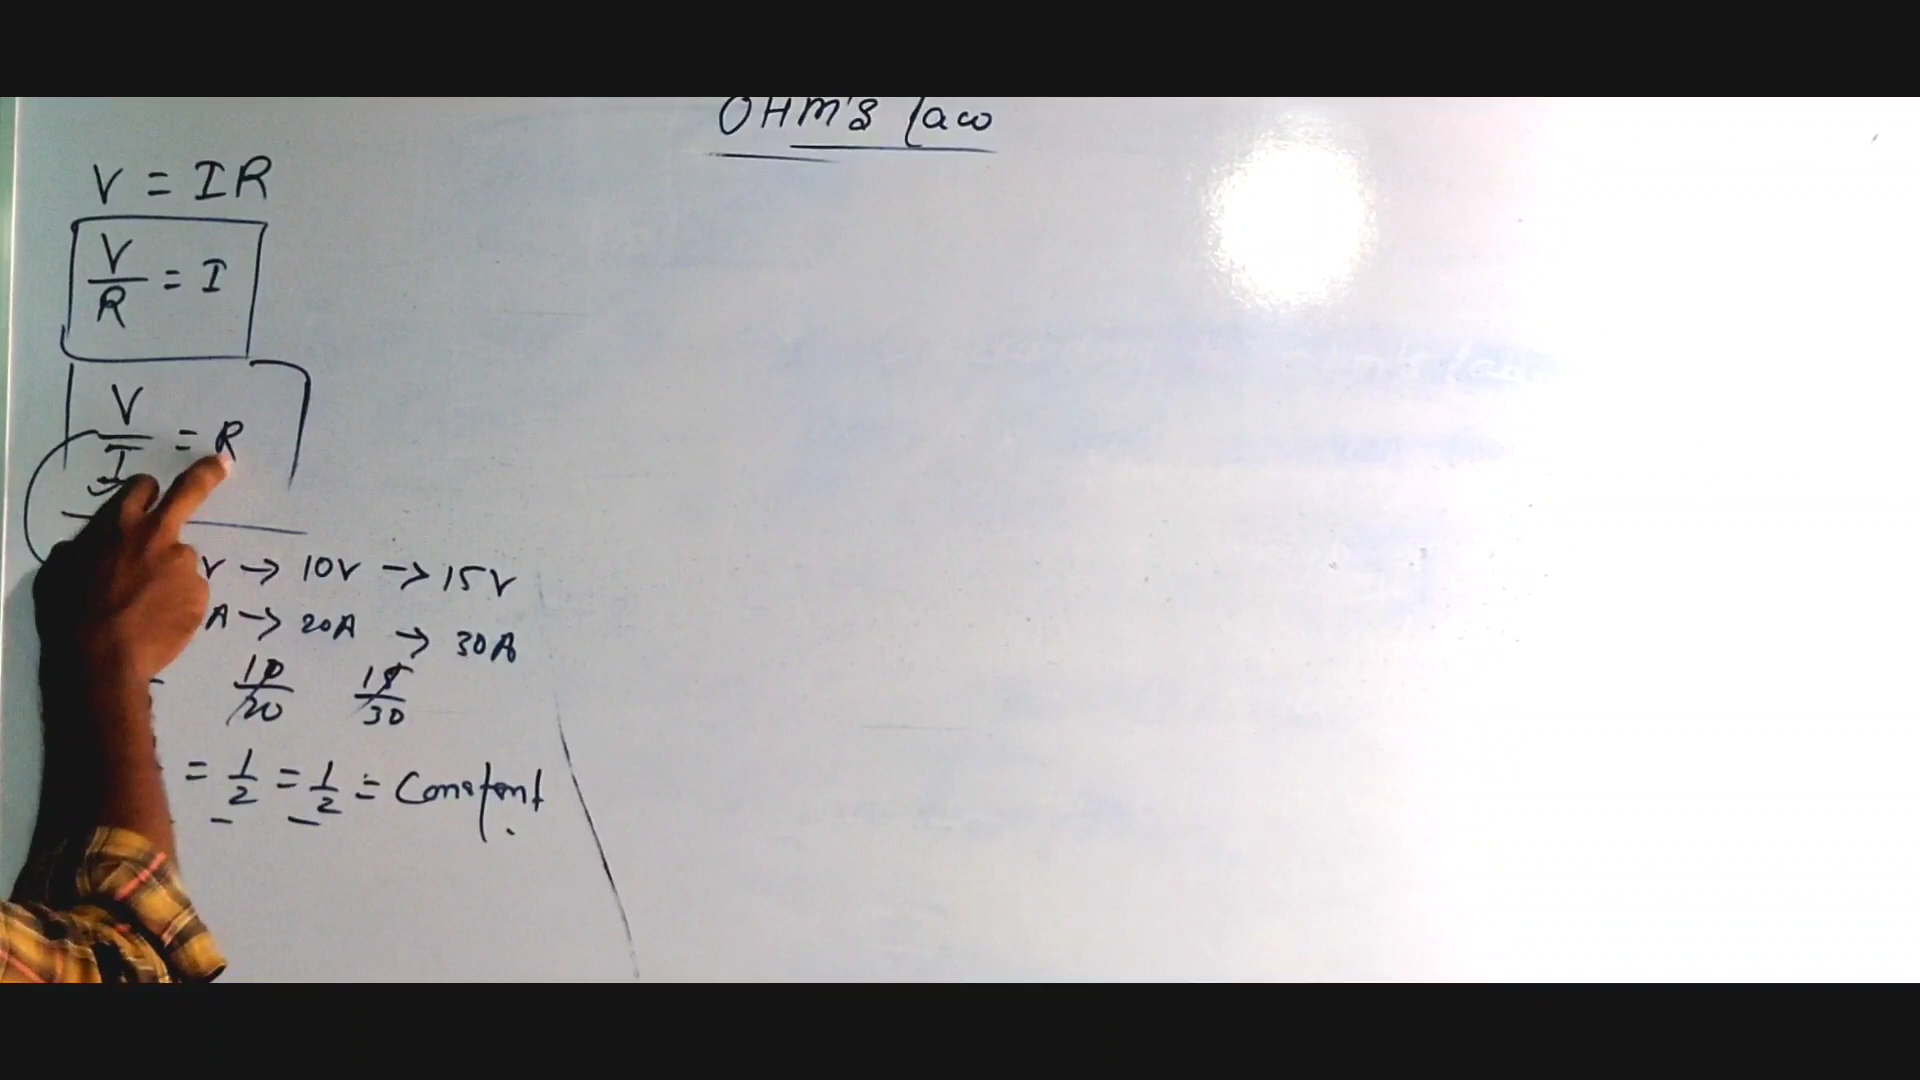 OHM'S law
V = IR
V/R = I
V/I = R
V → 10V → 15V
A → 20A → 30A
10/20 15/30
= 1/2 = 1/2 = Constant